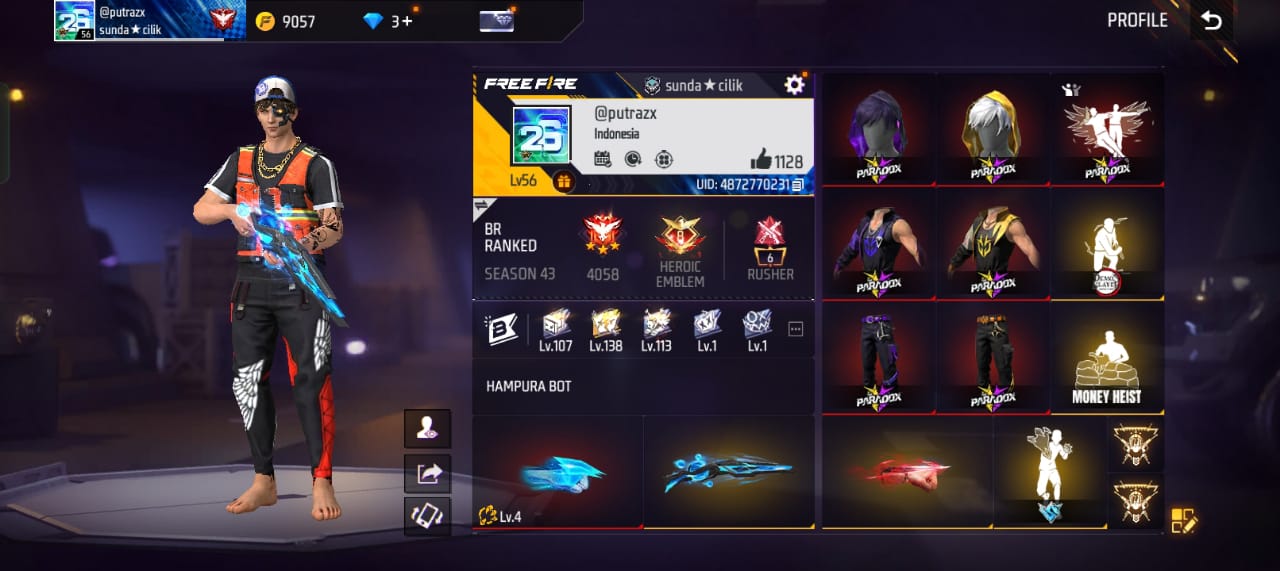 @putrazx
sunda★cilik
26
56
9057
3+
PROFILE
FREE FIRE
sunda★cilik
@putrazx
Indonesia
26
1128
Lv56
UID: 4872770231
BR
RANKED
SEASON 43
4058
8
HEROIC
EMBLEM
6
RUSHER
Lv.107
Lv.138
Lv.113
Lv.1
Lv.1
HAMPURA BOT
Lv.4
PARADOX
PARADOX
PARADOX
PARADOX
PARADOX
DEMON SLAYER
PARADOX
PARADOX
MONEY HEIST